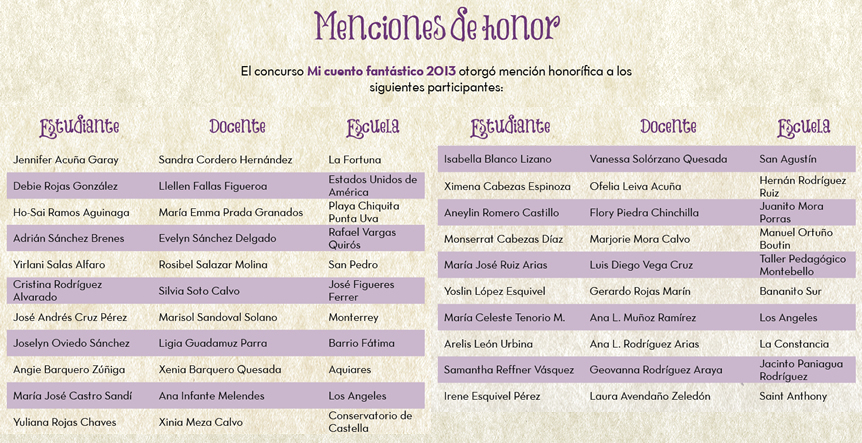 Menciones de honor
El concurso Mi cuento fantástico 2013 otorgó mención honorífica a los
siguientes participantes:
Estudiante Docente Escuela
Jennifer Acuña Garay Sandra Cordero Hernández La Fortuna
Debie Rojas González Llellen Fallas Figueroa Estados Unidos de
América
Ho-Sai Ramos Aguinaga María Emma Prada Granados Playa Chiquita
Punta Uva
Adrián Sánchez Brenes Evelyn Sánchez Delgado Rafael Vargas
Quirós
Yirlani Salas Alfaro Rosibel Salazar Molina San Pedro
Cristina Rodríguez
Alvarado Silvia Soto Calvo José Figueres
Ferrer
José Andrés Cruz Pérez Marisol Sandoval Solano Monterrey
Joselyn Oviedo Sánchez Ligia Guadamuz Parra Barrio Fátima
Angie Barquero Zúñiga Xenia Barquero Quesada Aquiares
María José Castro Sandí Ana Infante Melendes Los Angeles
Yuliana Rojas Chaves Xinia Meza Calvo Conservatorio de
Castella
Estudiante Docente Escuela
Isabella Blanco Lizano Vanessa Solórzano Quesada San Agustín
Ximena Cabezas Espinoza Ofelia Leiva Acuña Hernán Rodríguez
Ruiz
Aneylin Romero Castillo Flory Piedra Chinchilla Juanito Mora
Porras
Monserrat Cabezas Díaz Marjorie Mora Calvo Manuel Ortuño
Boutin
María José Ruiz Arias Luis Diego Vega Cruz Taller Pedagógico
Montebello
Yoslin López Esquivel Gerardo Rojas Marín Bananito Sur
María Celeste Tenorio M. Ana L. Muñoz Ramírez Los Angeles
Arelis León Urbina Ana L. Rodríguez Arias La Constancia
Samantha Reffner Vásquez Geovanna Rodríguez Araya Jacinto Paniagua
Rodríguez
Irene Esquivel Pérez Laura Avendaño Zeledón Saint Anthony